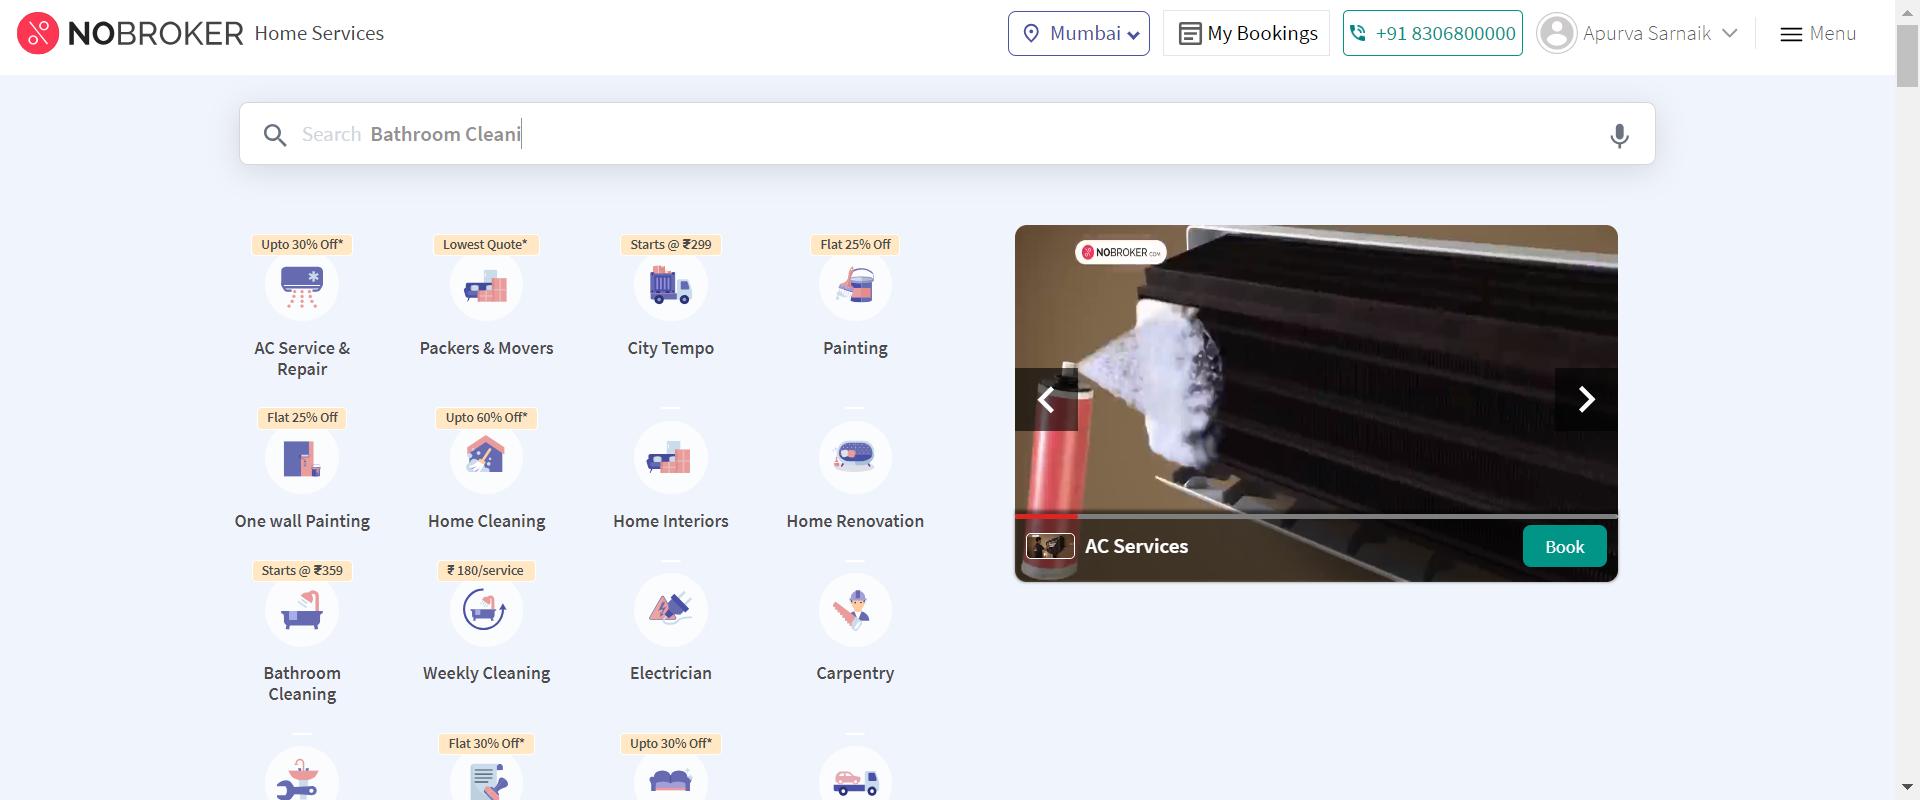 NOBROKER Home Services
Mumbai
My Bookings
+91 8306800000
Apurva Sarnaik
Menu
Search Bathroom Cleani
Upto 30% Off*
Lowest Quote*
Starts @ ₹299
Flat 25% Off
AC Service &
Repair
Packers & Movers
City Tempo
Painting
Flat 25% Off
Upto 60% Off*
One wall Painting
Home Cleaning
Home Interiors
Home Renovation
Starts @ ₹359
₹ 180/service
Bathroom
Cleaning
Weekly Cleaning
Electrician
Carpentry
Flat 30% Off*
Upto 30% Off*
NOBROKER.COM
AC Services
Book